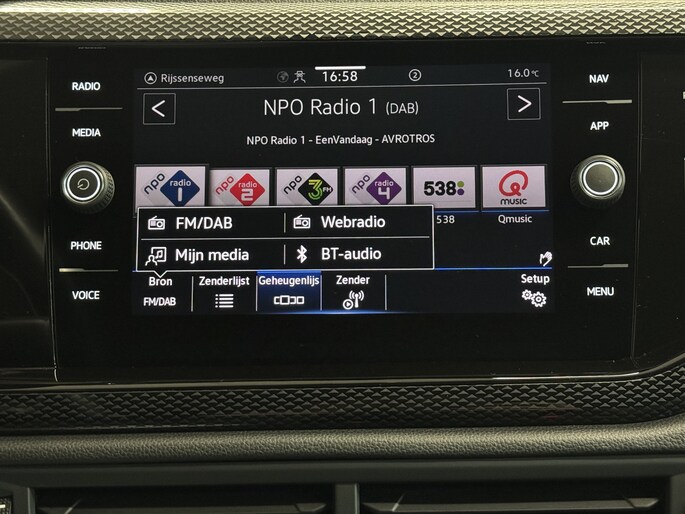 RADIO
MEDIA
PHONE
VOICE
Rijssenseweg 16:58 2 16.0 °C
< NPO Radio 1 (DAB) >
NPO Radio 1 - EenVandaag - AVROTROS
npo radio 1
npo radio 2
npo 3FM
npo radio 4
538
Q MUSIC
538 Qmusic
FM/DAB Webradio
Mijn media BT-audio
Bron Zenderlijst Geheugenlijs Zender Setup
FM/DAB
NAV
APP
CAR
MENU